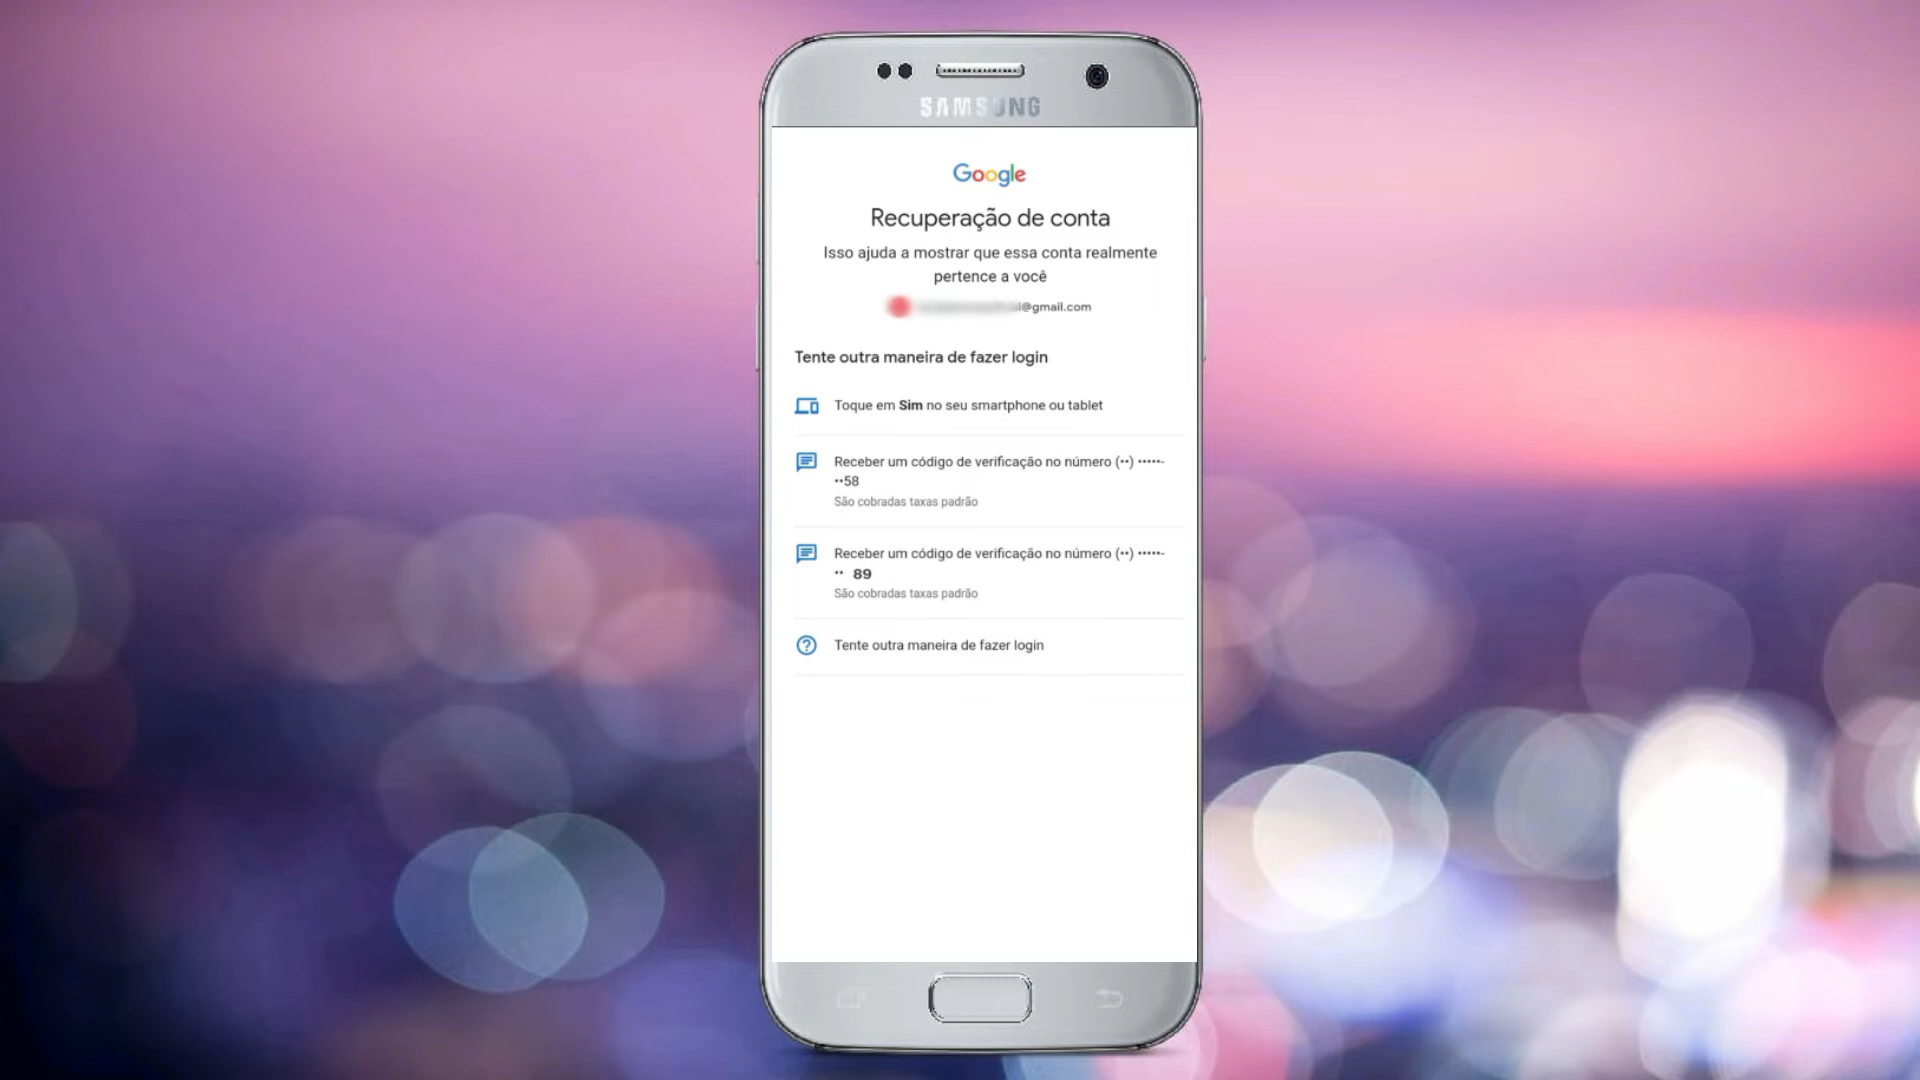 SAMSUNG
Google
Recuperação de conta
Isso ajuda a mostrar que essa conta realmente
pertence a você
l@gmail.com
Tente outra maneira de fazer login
Toque em Sim no seu smartphone ou tablet
Receber um código de verificação no número (••) •••••-
••58
São cobradas taxas padrão
Receber um código de verificação no número (••) •••••-
•• 89
São cobradas taxas padrão
Tente outra maneira de fazer login